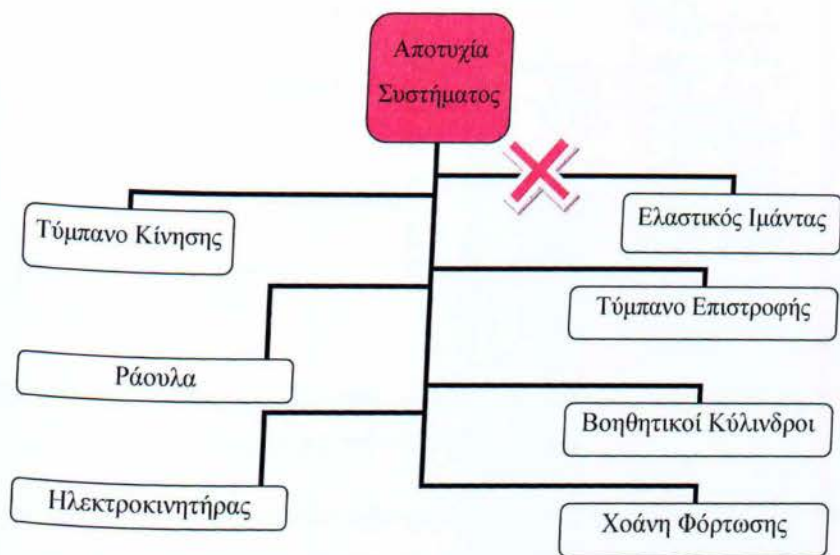 Αποτυχία
Συστήματος
Τύμπανο Κίνησης
Ελαστικός Ιμάντας
Τύμπανο Επιστροφής
Ράουλα
Βοηθητικοί Κύλινδροι
Ηλεκτροκινητήρας
Χοάνη Φόρτωσης